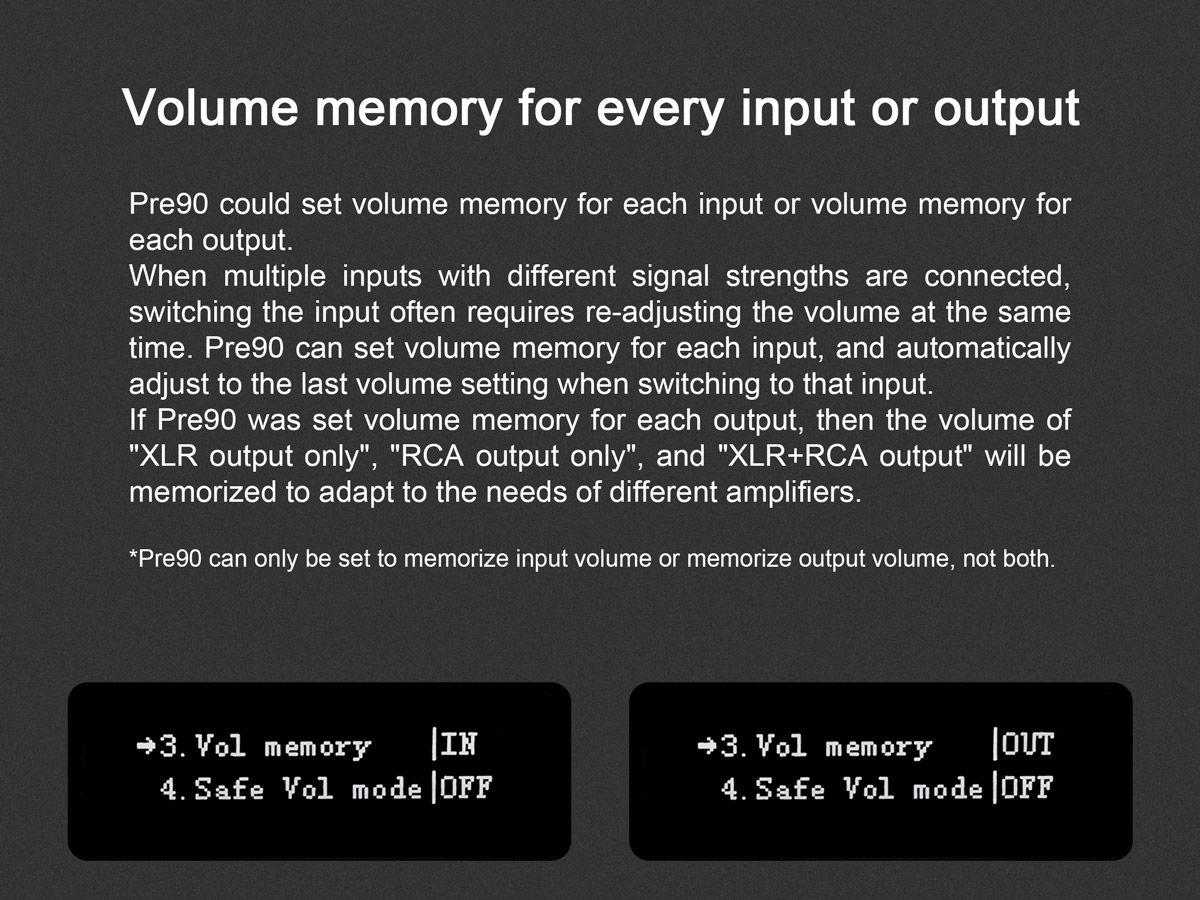 Volume memory for every input or output
Pre90 could set volume memory for each input or volume memory for
each output.
When multiple inputs with different signal strengths are connected,
switching the input often requires re-adjusting the volume at the same
time. Pre90 can set volume memory for each input, and automatically
adjust to the last volume setting when switching to that input.
If Pre90 was set volume memory for each output, then the volume of
"XLR output only", "RCA output only", and "XLR+RCA output" will be
memorized to adapt to the needs of different amplifiers.
*Pre90 can only be set to memorize input volume or memorize output volume, not both.
➔3.Vol memory |IN
4.Safe Vol mode|OFF
➔3.Vol memory |OUT
4.Safe Vol mode|OFF